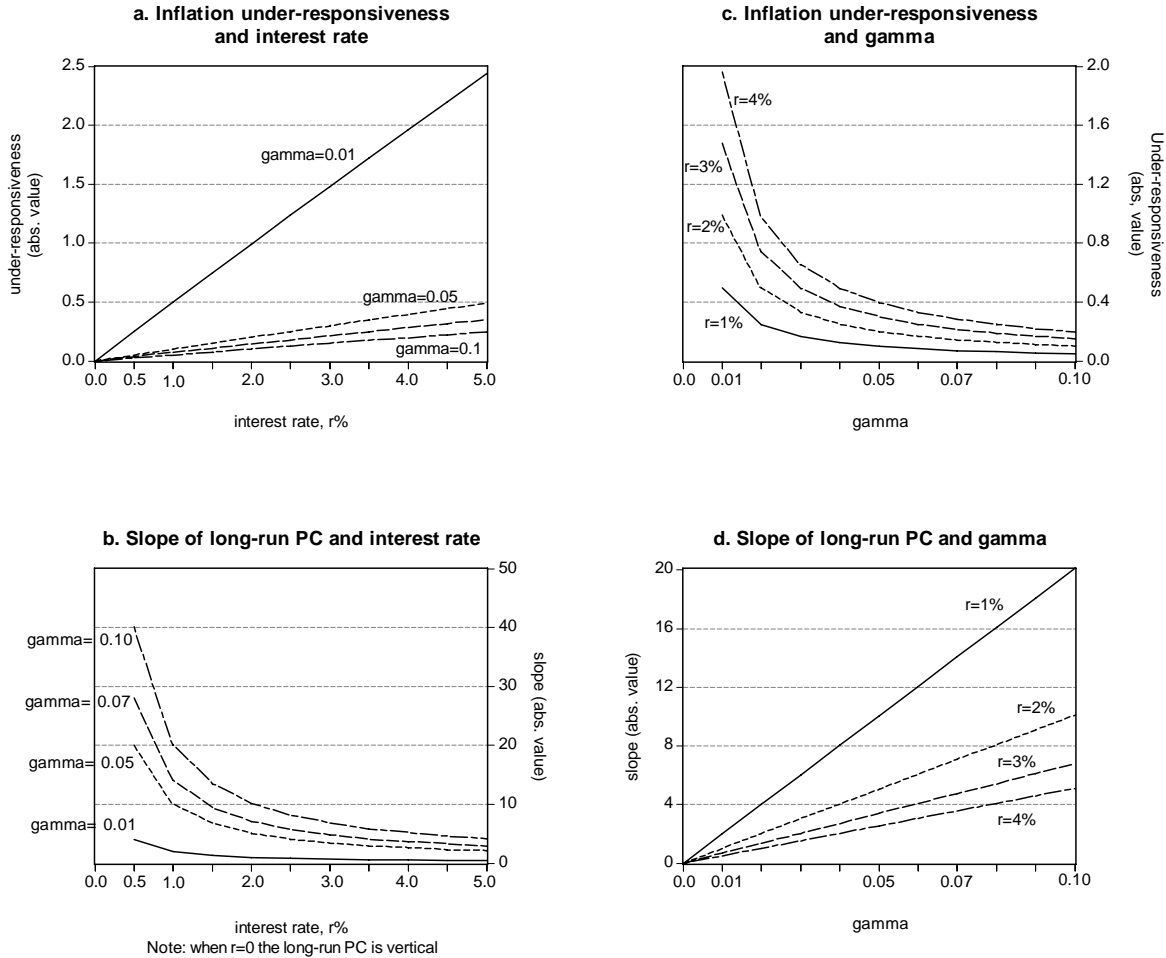 a. Inflation under-responsiveness
and interest rate
2.5
2.0
1.5
1.0
0.5
0.0
under-responsiveness
(abs. value)
gamma=0.01
gamma=0.05
gamma=0.1
0.0 0.5 1.0 2.0 3.0 4.0 5.0
interest rate, r%
c. Inflation under-responsiveness
and gamma
2.0
1.6
1.2
0.8
0.4
0.0
Under-responsiveness
(abs, value)
r=4%
r=3%
r=2%
r=1%
0.0 0.01 0.05 0.07 0.10
gamma
b. Slope of long-run PC and interest rate
50
40
30
20
10
0
slope (abs. value)
gamma= 0.10
gamma= 0.07
gamma= 0.05
gamma= 0.01
0.0 0.5 1.0 2.0 3.0 4.0 5.0
interest rate, r%
Note: when r=0 the long-run PC is vertical
d. Slope of long-run PC and gamma
20
16
12
8
4
0
slope (abs. value)
r=1%
r=2%
r=3%
r=4%
0.0 0.01 0.05 0.07 0.10
gamma